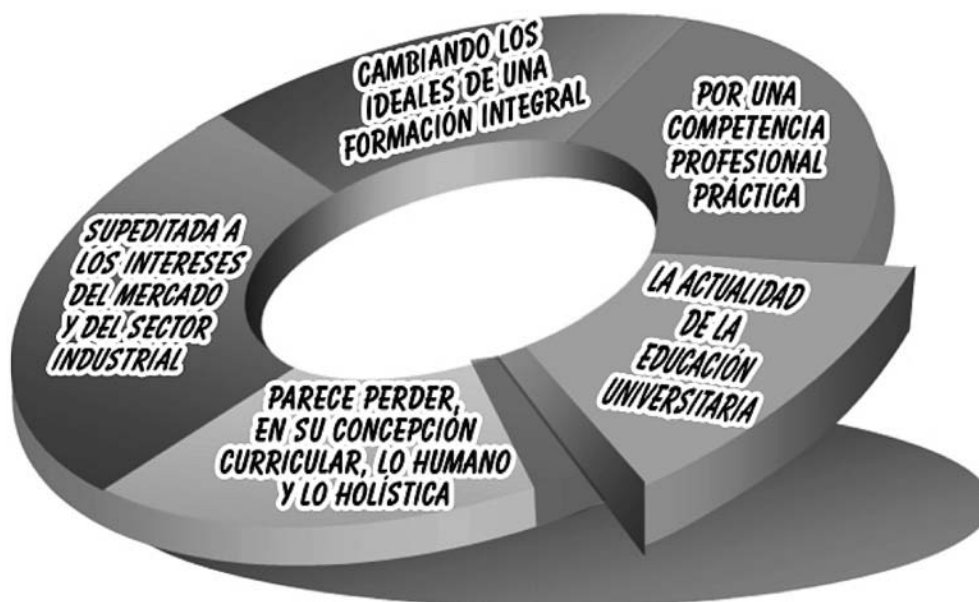 LA ACTUALIDAD
DE LA
EDUCACIÓN
UNIVERSITARIA
PARECE PERDER,
EN SU CONCEPCIÓN
CURRICULAR, LO HUMANO
Y LO HOLÍSTICA
SUPEDITADA A
LOS INTERESES
DEL MERCADO
Y DEL SECTOR
INDUSTRIAL
CAMBIANDO LOS
IDEALES DE UNA
FORMACIÓN INTEGRAL
POR UNA
COMPETENCIA
PROFESIONAL
PRÁCTICA